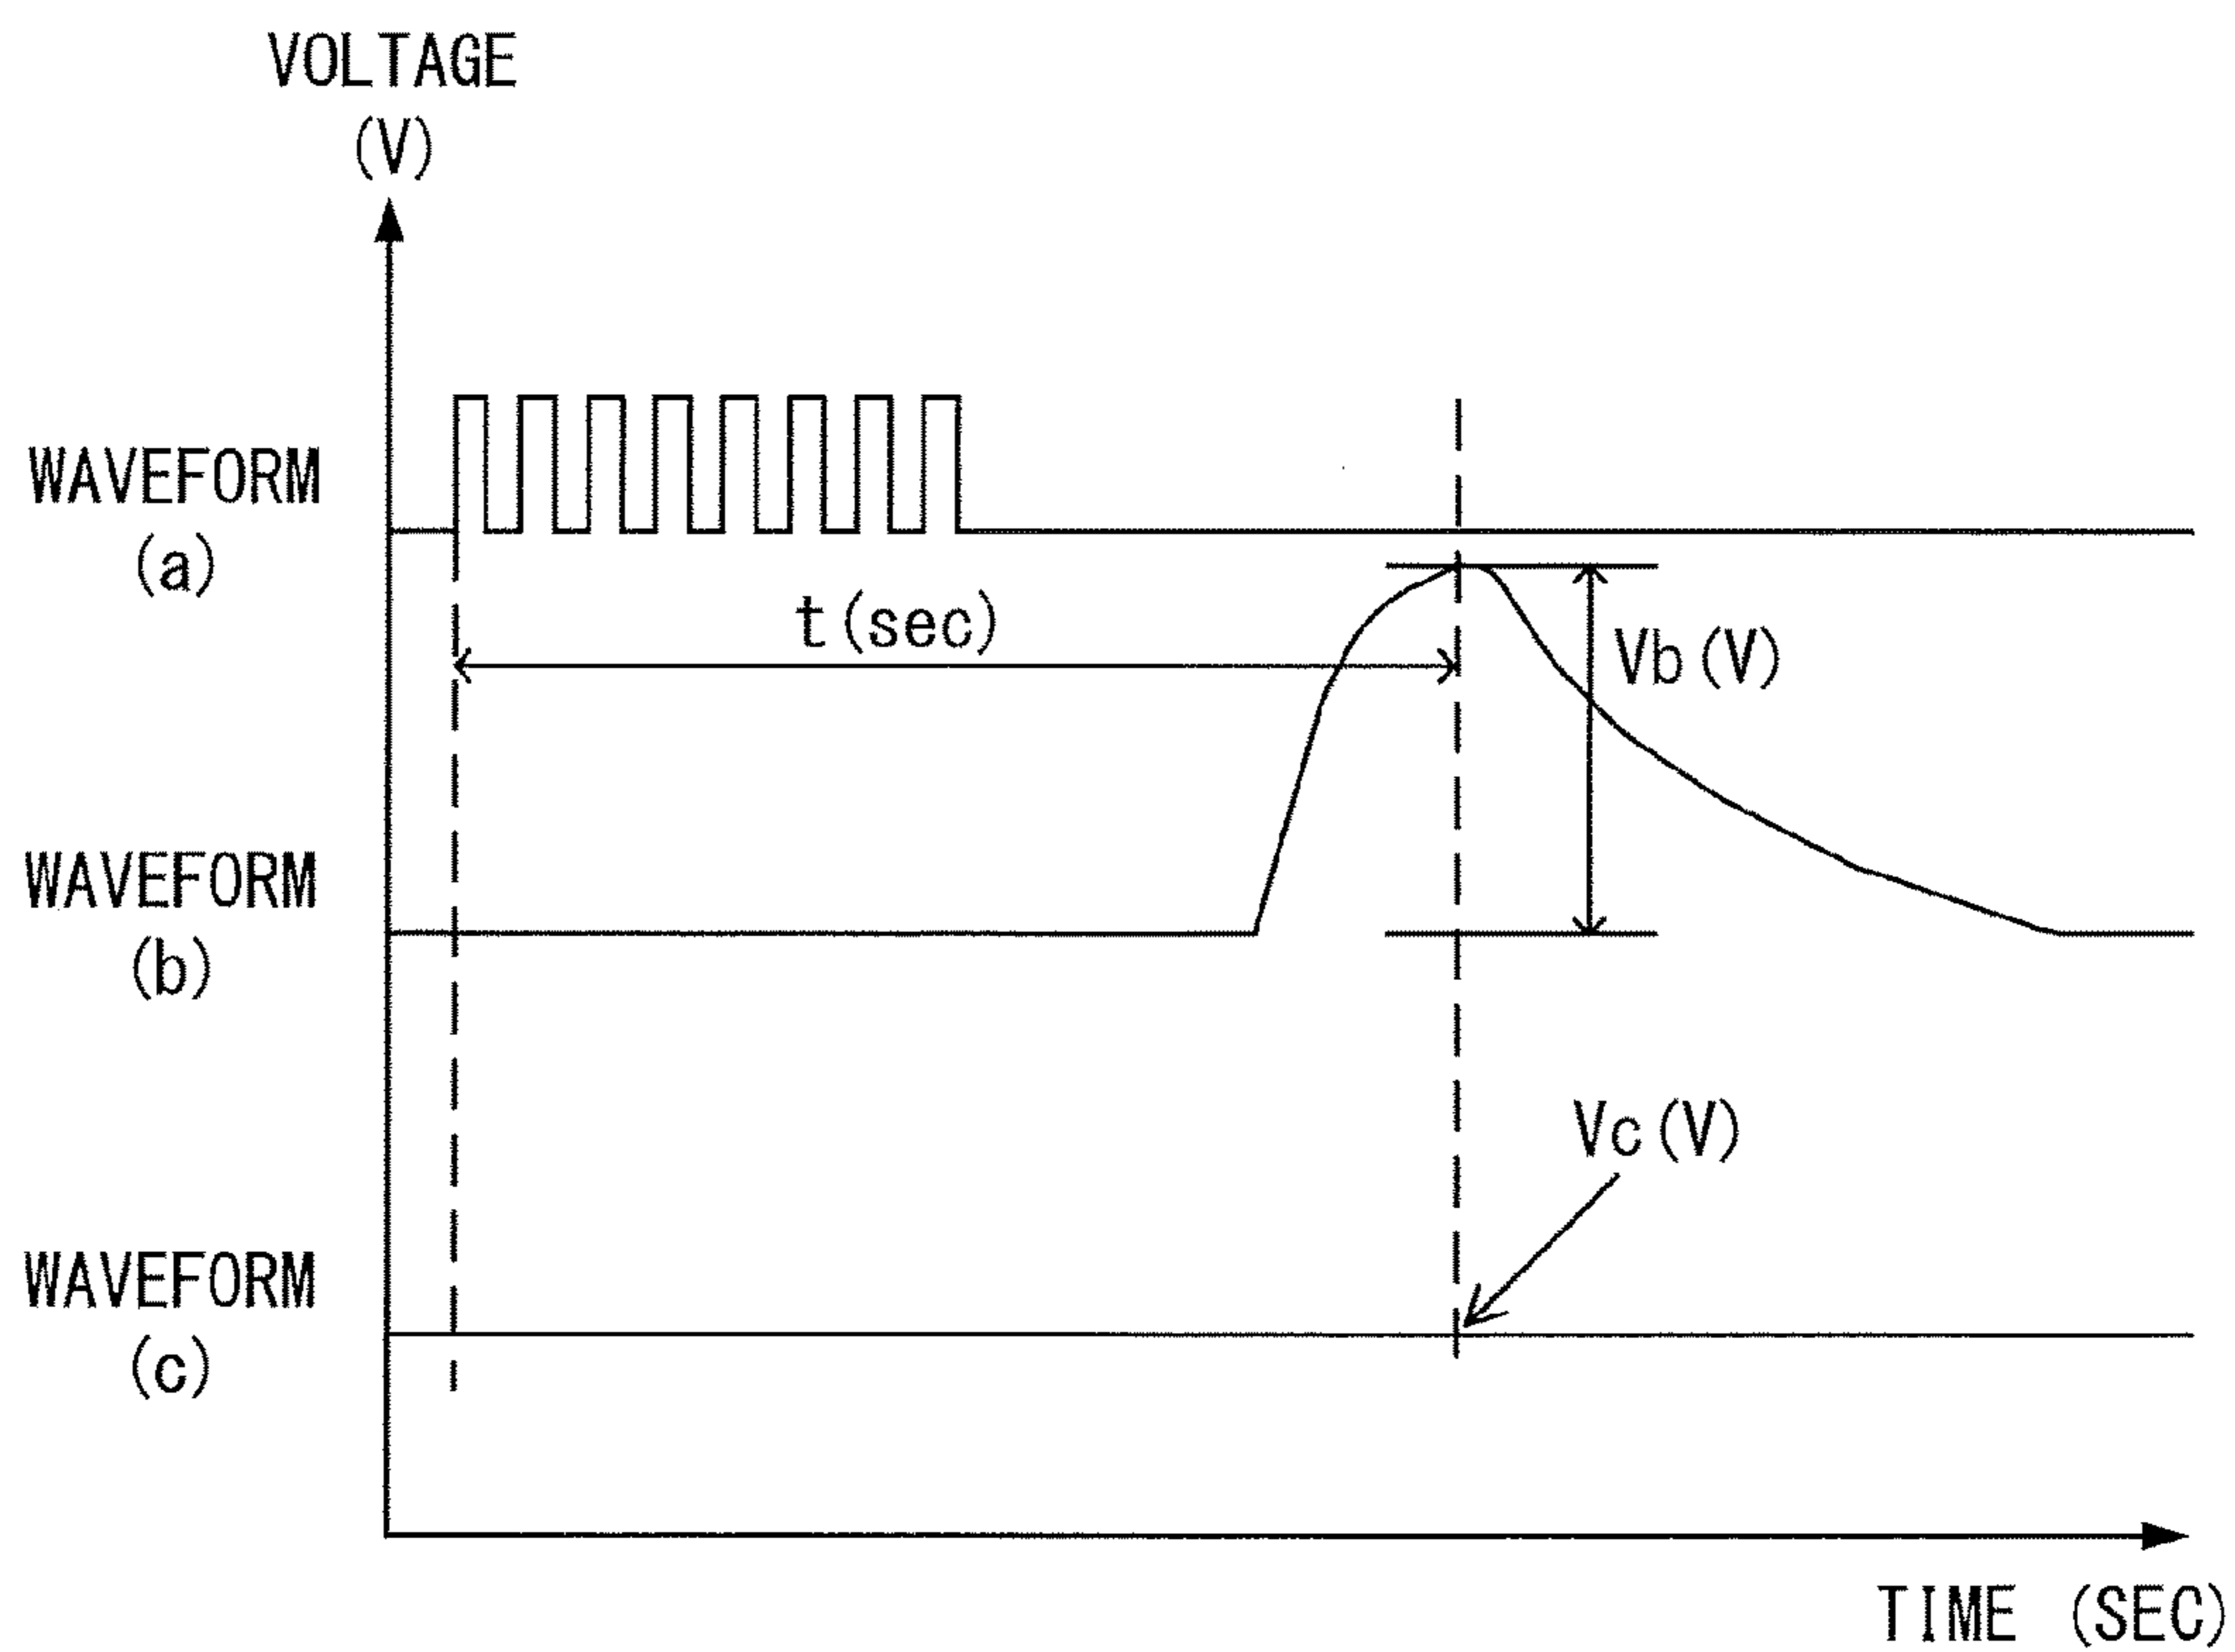 VOLTAGE
(V)
WAVEFORM
(a)
t(sec)
Vb(V)
WAVEFORM
(b)
Vc(V)
WAVEFORM
(c)
TIME (SEC)